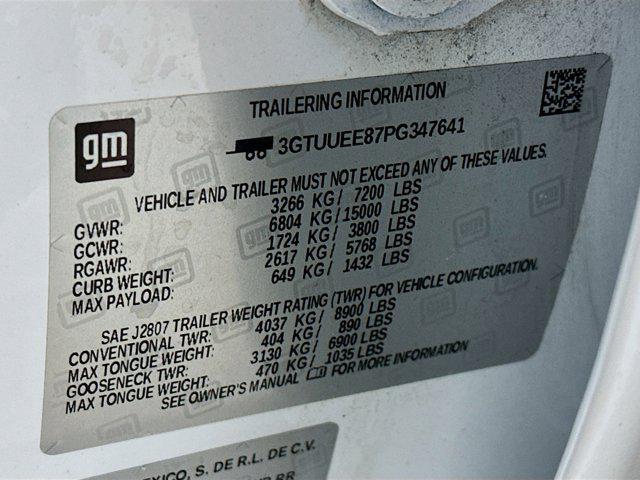 TRAILERING INFORMATION
gm
3GTUUEE87PG347641
VEHICLE AND TRAILER MUST NOT EXCEED ANY OF THESE VALUES.
GVWR: 3266 KG/ 7200 LBS
GCWR: 6804 KG/15000 LBS
RGAWR: 1724 KG/ 3800 LBS
CURB WEIGHT: 2617 KG/ 5768 LBS
MAX PAYLOAD: 649 KG/ 1432 LBS
SAE J2807 TRAILER WEIGHT RATING (TWR) FOR VEHICLE CONFIGURATION.
CONVENTIONAL TWR: 4037 KG/ 8900 LBS
MAX TONGUE WEIGHT: 404 KG/ 890 LBS
GOOSENECK TWR: 3130 KG/ 6900 LBS
MAX TONGUE WEIGHT: 470 KG/ 1035 LBS
SEE OWNER'S MANUAL FOR MORE INFORMATION
S. DE R.L. DE C.V.